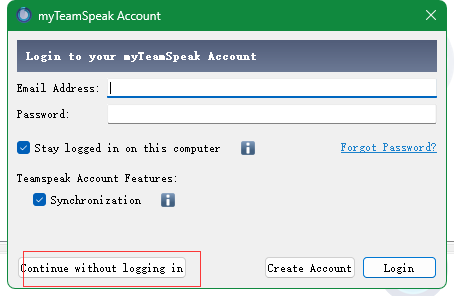 myTeamSpeak Account
Login to your myTeamSpeak Account
Email Address:
Password:
Stay logged in on this computer
Forgot Password?
Teamspeak Account Features:
Synchronization
Continue without logging in
Create Account
Login